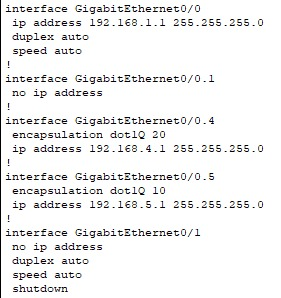 interface GigabitEthernet0/0
 ip address 192.168.1.1 255.255.255.0
 duplex auto
 speed auto
!
interface GigabitEthernet0/0.1
 no ip address
!
interface GigabitEthernet0/0.4
 encapsulation dot1Q 20
 ip address 192.168.4.1 255.255.255.0
!
interface GigabitEthernet0/0.5
 encapsulation dot1Q 10
 ip address 192.168.5.1 255.255.255.0
!
interface GigabitEthernet0/1
 no ip address
 duplex auto
 speed auto
 shutdown